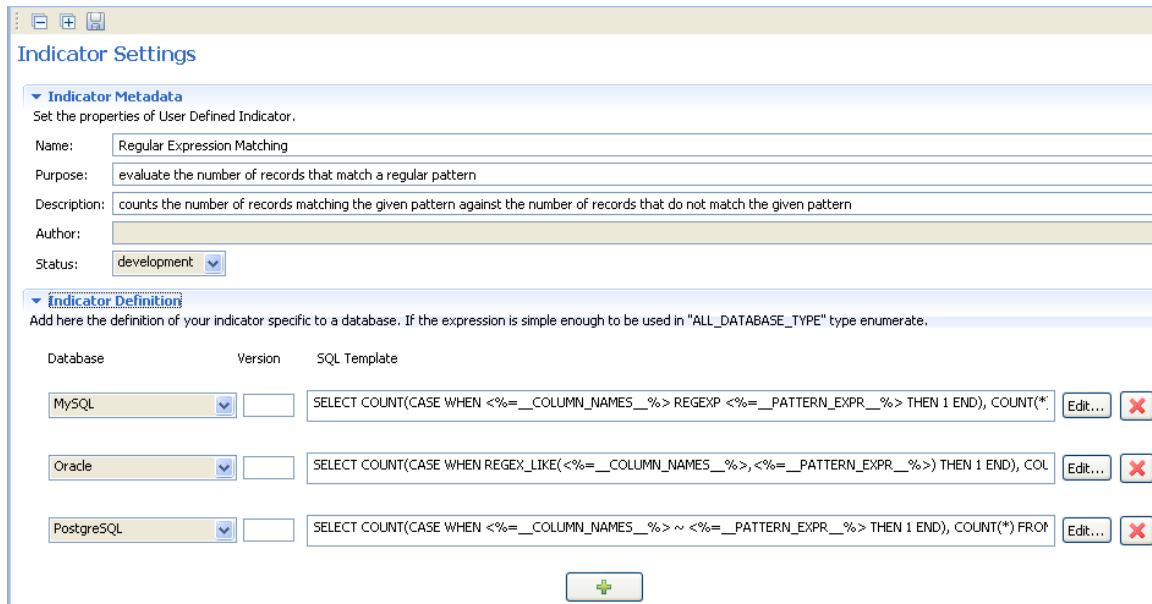 Indicator Settings
Indicator Metadata
Set the properties of User Defined Indicator.
Name: Regular Expression Matching
Purpose: evaluate the number of records that match a regular pattern
Description: counts the number of records matching the given pattern against the number of records that do not match the given pattern
Author:
Status: development
Indicator Definition
Add here the definition of your indicator specific to a database. If the expression is simple enough to be used in "ALL_DATABASE_TYPE" type enumerate.
Database Version SQL Template
MySQL SELECT COUNT(CASE WHEN <%=__COLUMN_NAMES__%> REGEXP <%=__PATTERN_EXPR__%> THEN 1 END), COUNT(*) Edit...
Oracle SELECT COUNT(CASE WHEN REGEX_LIKE(<%=__COLUMN_NAMES__%>,<%=__PATTERN_EXPR__%>) THEN 1 END), COU Edit...
PostgreSQL SELECT COUNT(CASE WHEN <%=__COLUMN_NAMES__%> ~ <%=__PATTERN_EXPR__%> THEN 1 END), COUNT(*) FROM Edit...